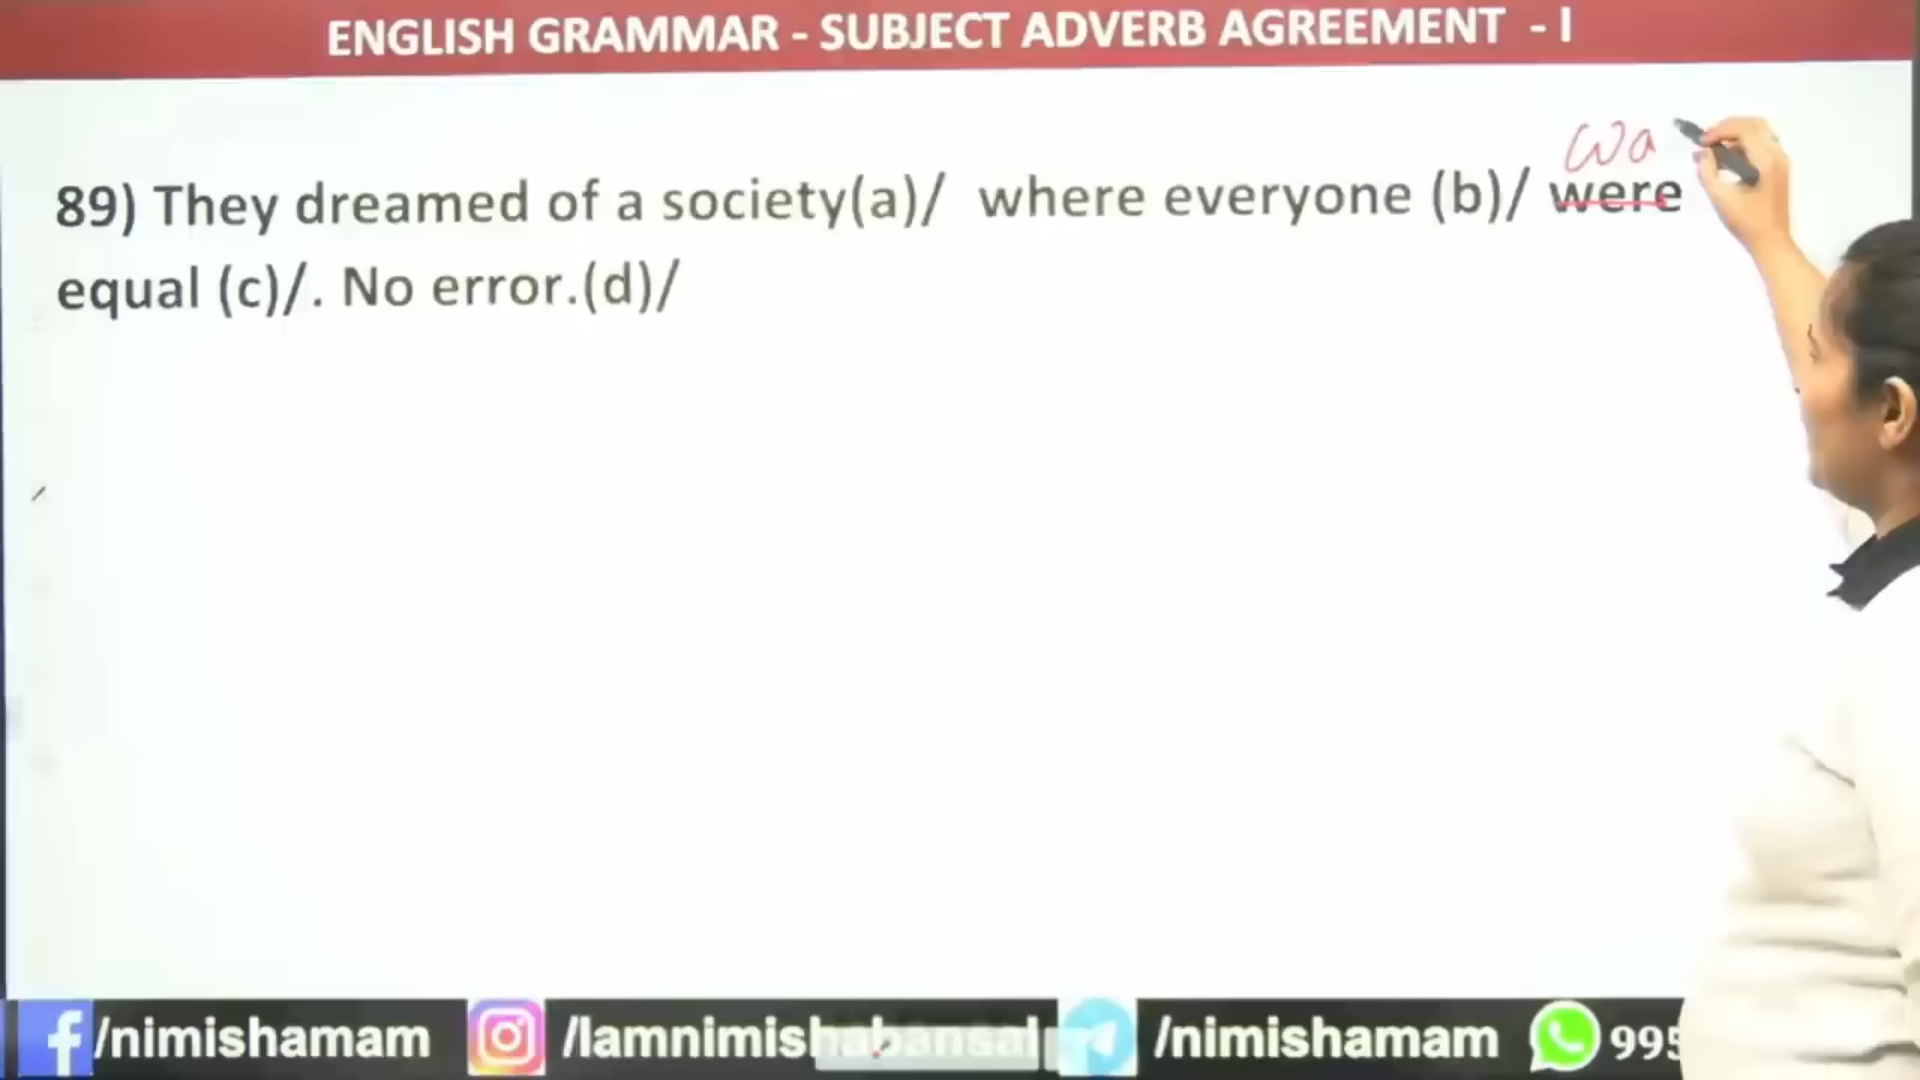 ENGLISH GRAMMAR - SUBJECT ADVERB AGREEMENT - I
wa
89) They dreamed of a society(a)/ where everyone (b)/ were
equal (c)/. No error.(d)/
/nimishamam /Iamnimishabansal /nimishamam 995